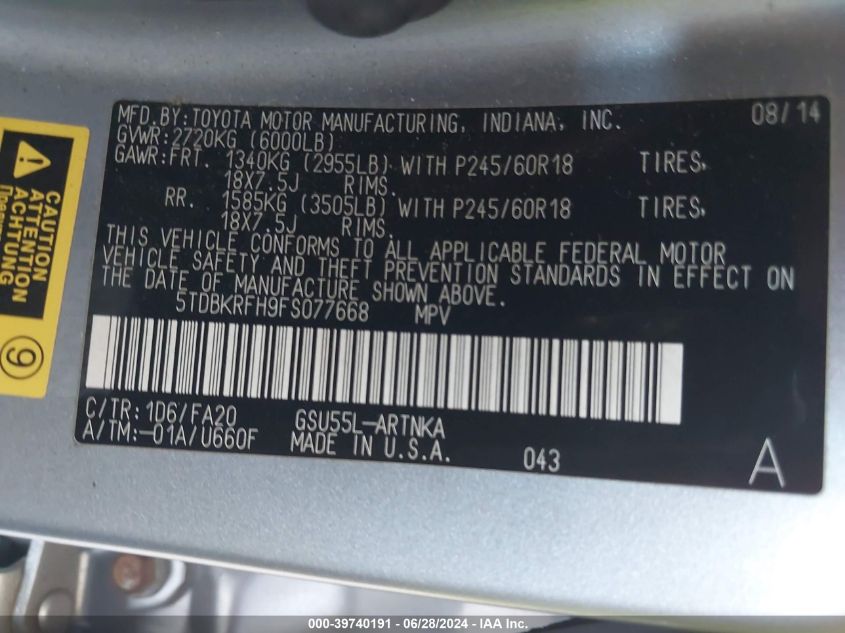 MFD.BY:TOYOTA MOTOR MANUFACTURING, INDIANA, INC. 08/14
GVWR:2720KG (6000LB)
GAWR:FRT. 1340KG (2955LB) WITH P245/60R18 TIRES,
18X7.5J RIMS.
RR. 1585KG (3505LB) WITH P245/60R18 TIRES,
18X7.5J RIMS.
THIS VEHICLE CONFORMS TO ALL APPLICABLE FEDERAL MOTOR
VEHICLE SAFETY AND THEFT PREVENTION STANDARDS IN EFFECT ON
THE DATE OF MANUFACTURE SHOWN ABOVE.
5TDBKRFH9FS077668 MPV
C/TR:1D6/FA20 GSU55L-ARTNKA
A/TM:-01A/U660F MADE IN U.S.A. 043 A
CAUTION
ATTENTION
ACHTUNG
9
000-39740191 - 06/28/2024 - IAA Inc.